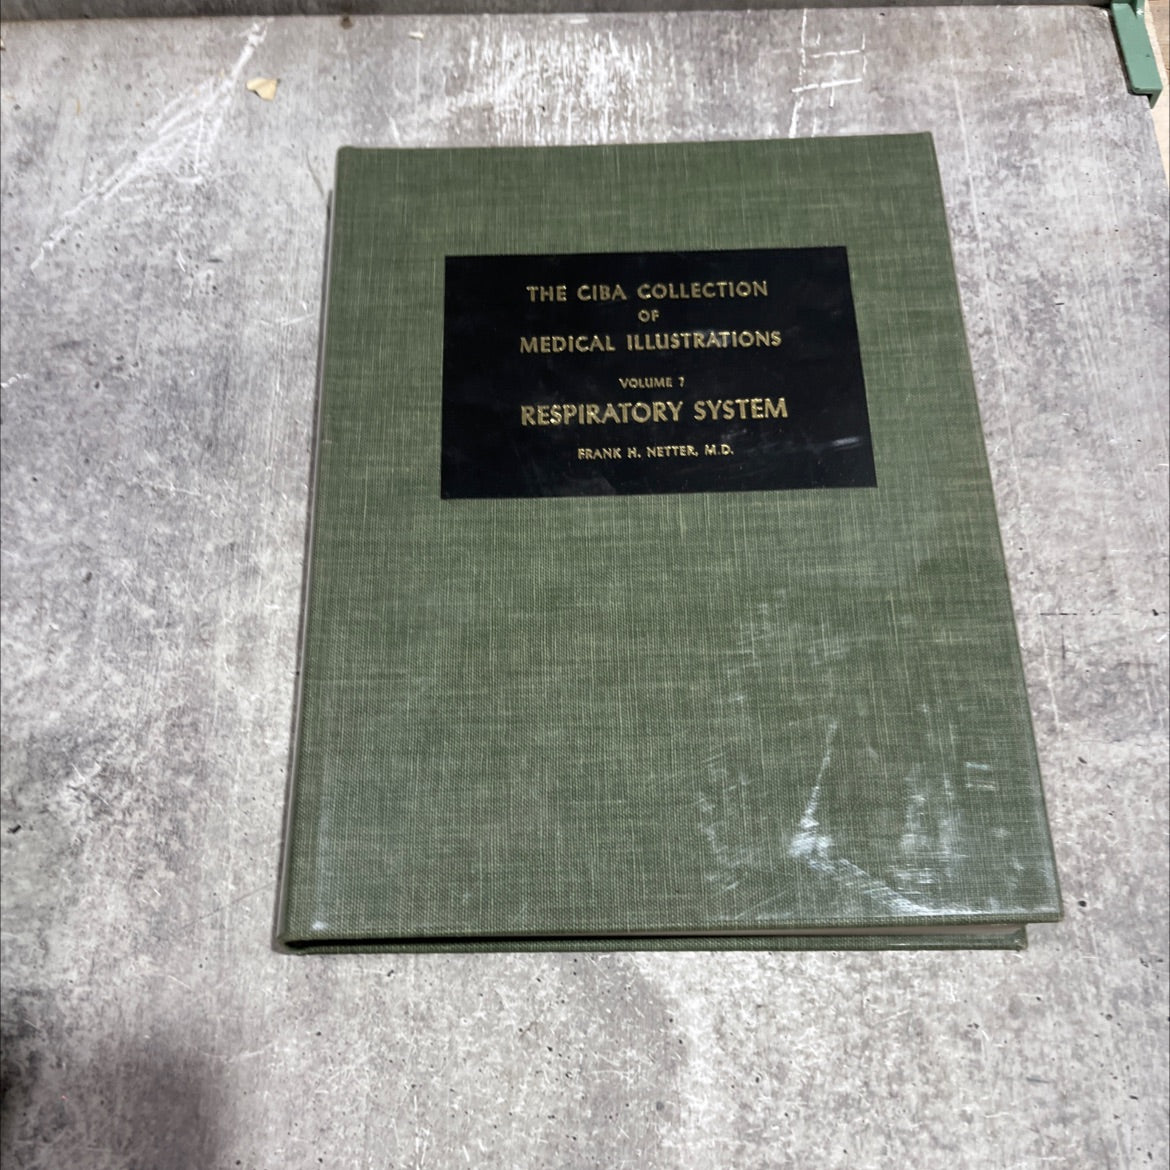 THE CIBA COLLECTION
OF
MEDICAL ILLUSTRATIONS
VOLUME 7
RESPIRATORY SYSTEM
FRANK H. NETTER, M.D.